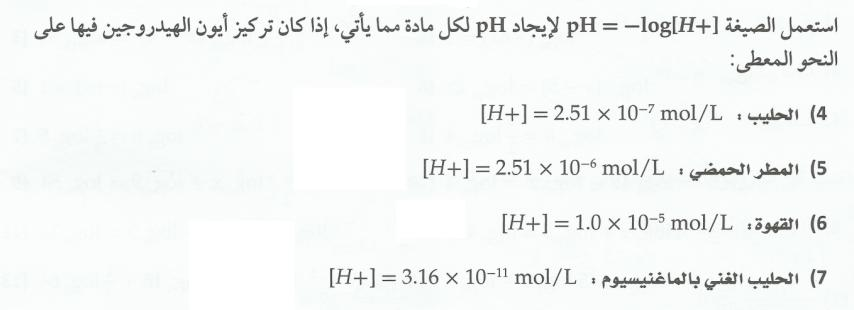 استعمل الصيغة pH = −log[H+] لإيجاد pH لكل مادة مما يأتي، إذا كان تركيز أيون الهيدروجين فيها على
النحو المعطى:
4) الحليب : [H+] = 2.51 × 10⁻⁷ mol/L
5) المطر الحمضي : [H+] = 2.51 × 10⁻⁶ mol/L
6) القهوة : [H+] = 1.0 × 10⁻⁵ mol/L
7) الحليب الغني بالماغنيسيوم : [H+] = 3.16 × 10⁻¹¹ mol/L